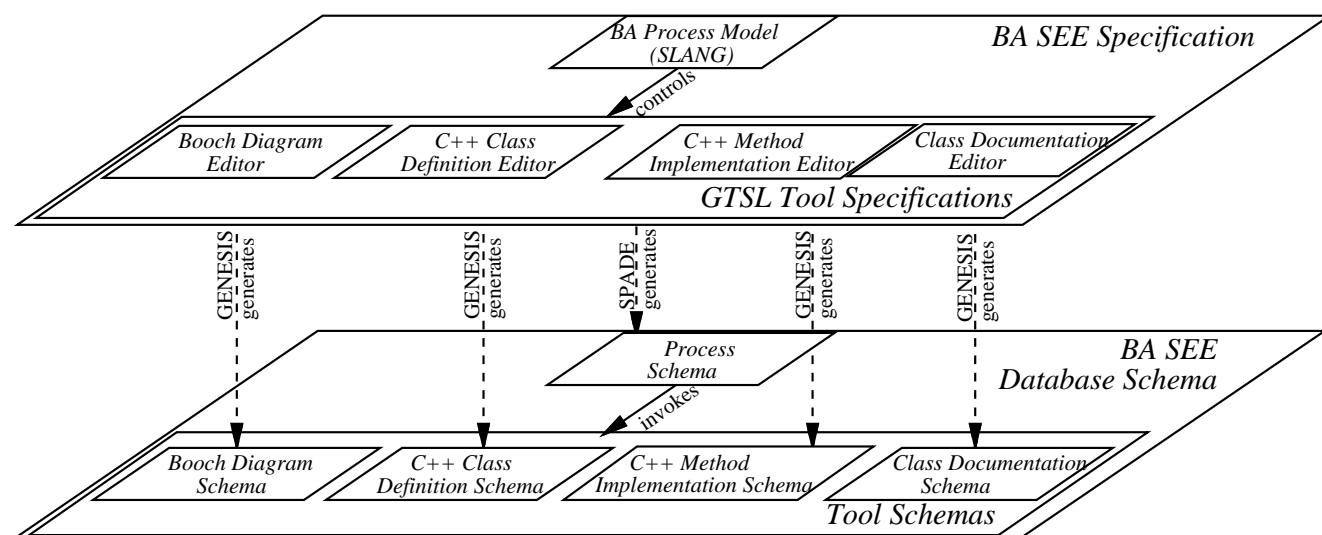 BA Process Model
(SLANG)
BA SEE Specification
controls
Booch Diagram
Editor
C++ Class
Definition Editor
C++ Method
Implementation Editor
Class Documentation
Editor
GTSL Tool Specifications
GENESIS
generates
GENESIS
generates
SPADE
generates
GENESIS
generates
GENESIS
generates
Process
Schema
BA SEE
Database Schema
invokes
Booch Diagram
Schema
C++ Class
Definition Schema
C++ Method
Implementation Schema
Class Documentation
Schema
Tool Schemas